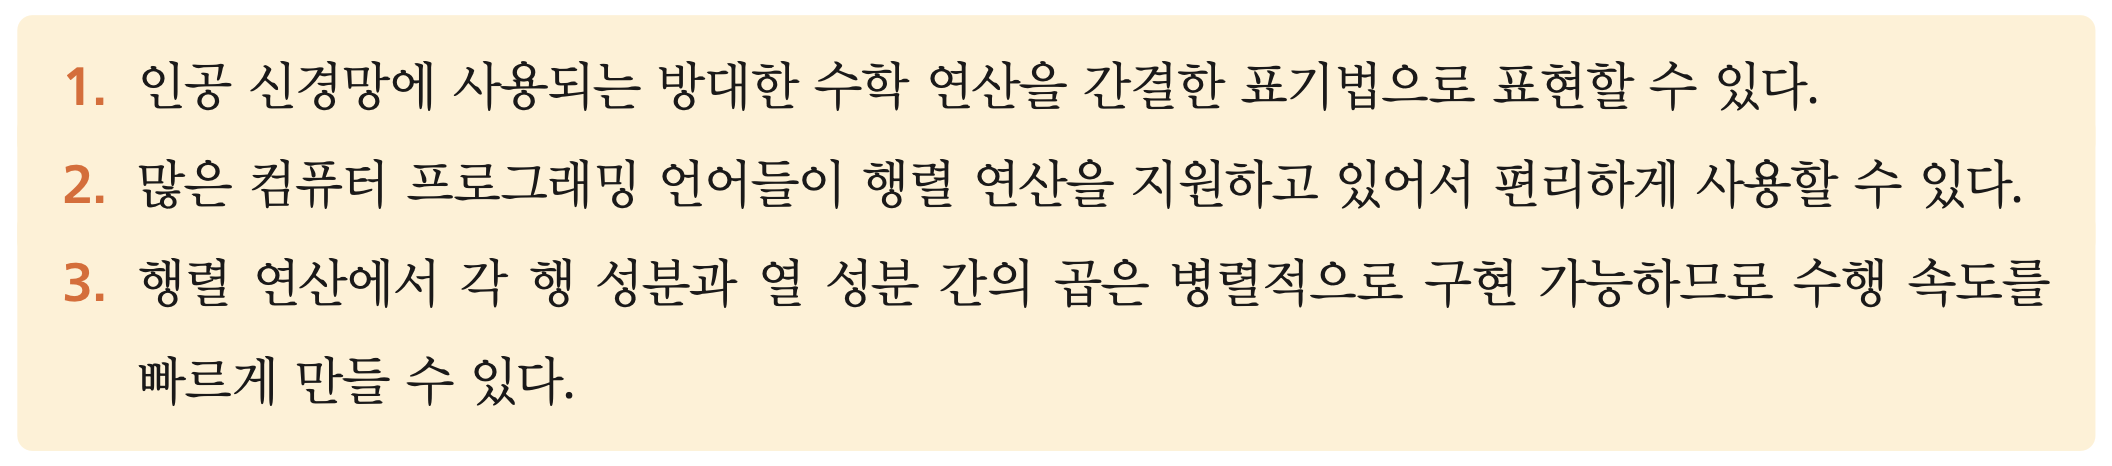 1. 인공 신경망에 사용되는 방대한 수학 연산을 간결한 표기법으로 표현할 수 있다.
2. 많은 컴퓨터 프로그래밍 언어들이 행렬 연산을 지원하고 있어서 편리하게 사용할 수 있다.
3. 행렬 연산에서 각 행 성분과 열 성분 간의 곱은 병렬적으로 구현 가능하므로 수행 속도를
빠르게 만들 수 있다.